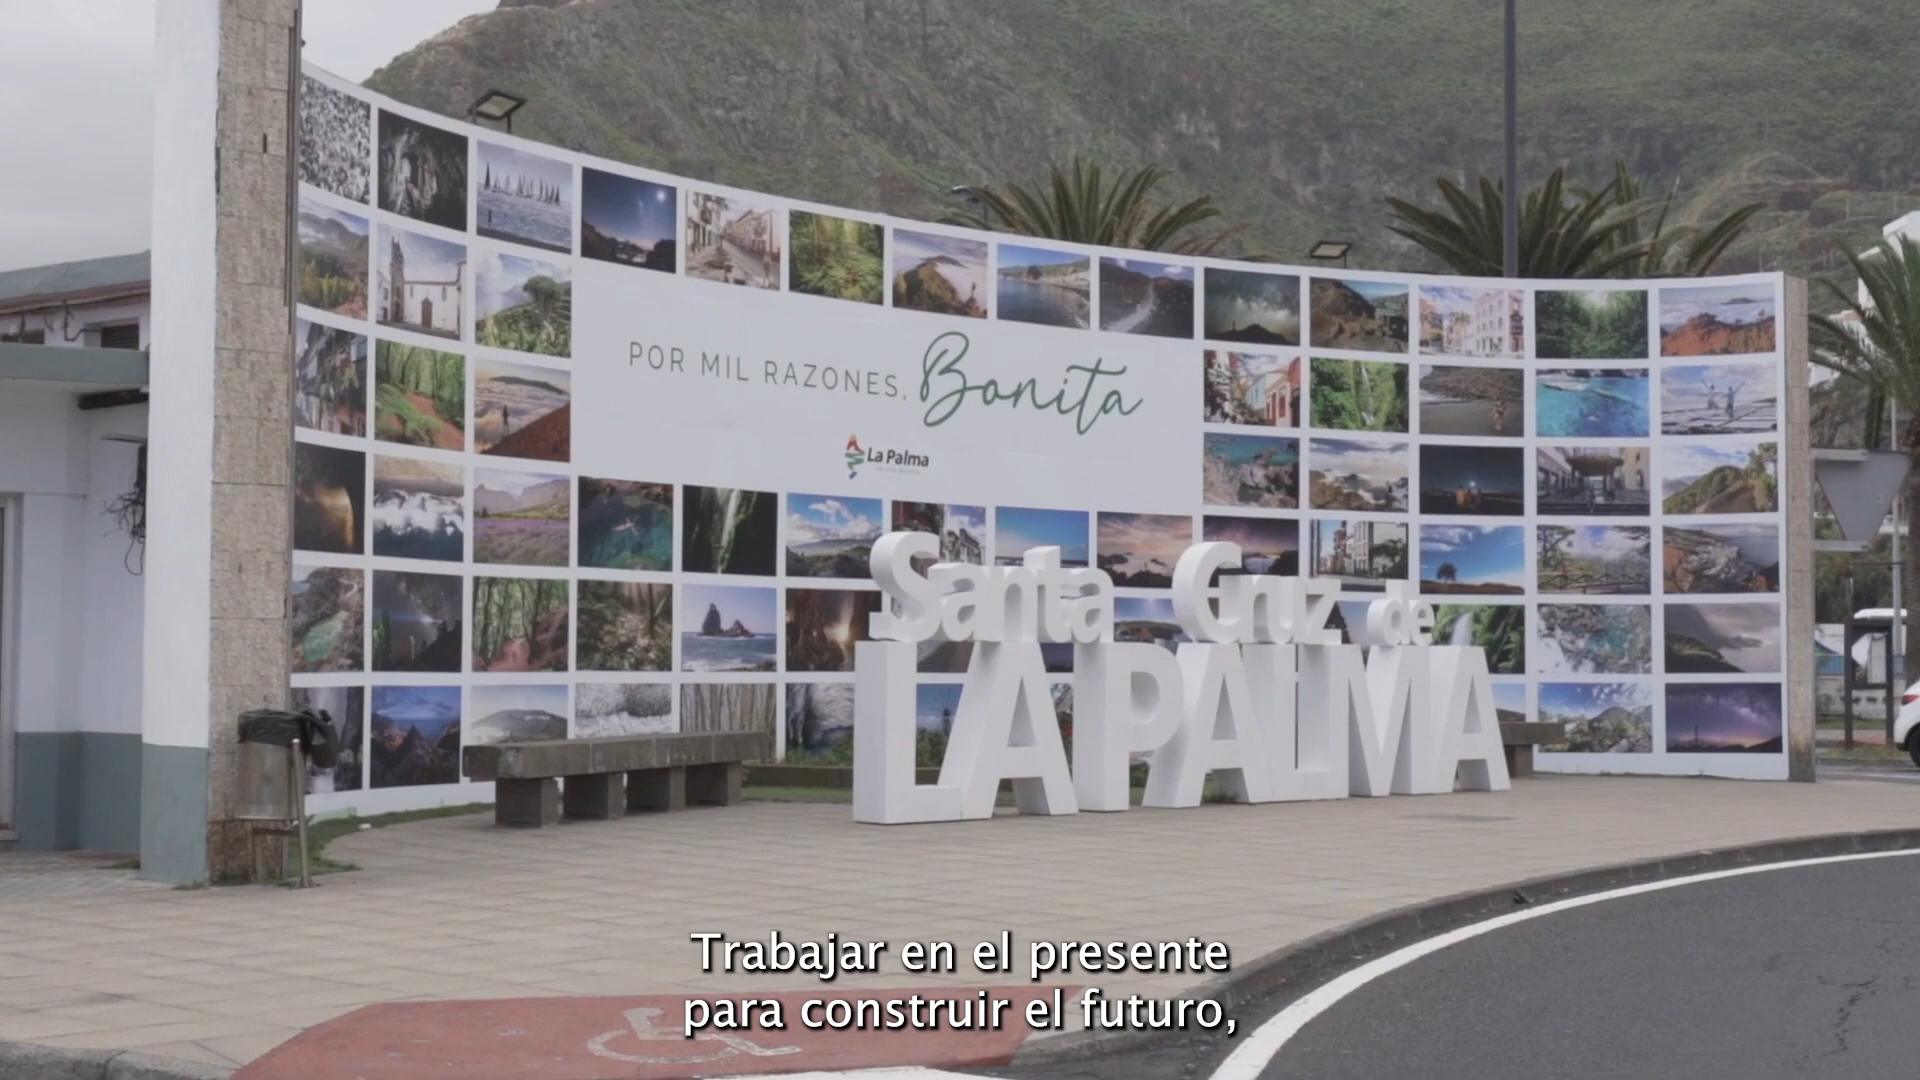 POR MIL RAZONES, Bonita
La Palma
Santa Cruz de
LA PALMA
Trabajar en el presente
para construir el futuro,